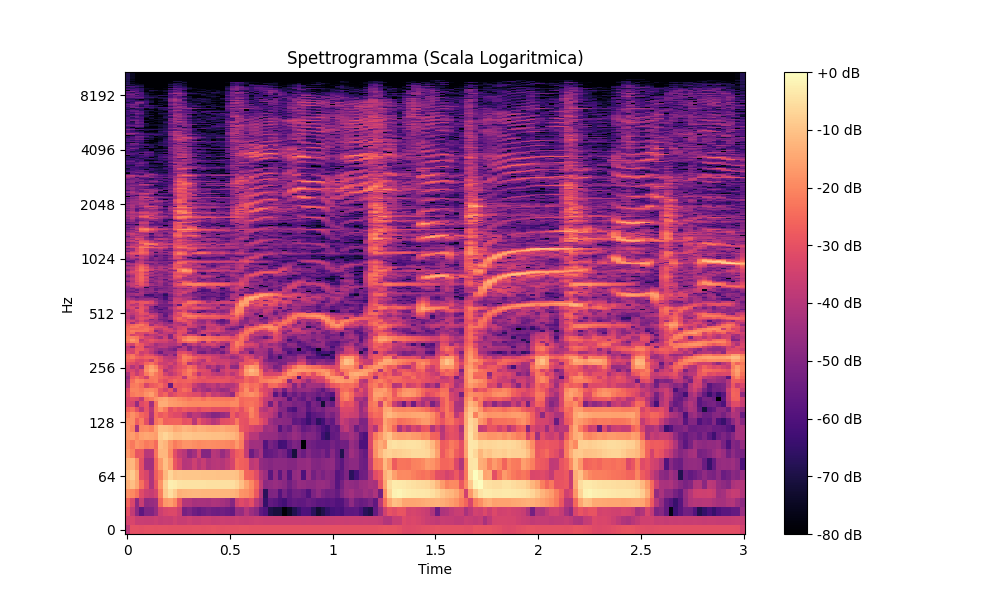 Spettrogramma (Scala Logaritmica)
Hz
8192
4096
2048
1024
512
256
128
64
0
0
0.5
1
1.5
2
2.5
3
Time
+0 dB
-10 dB
-20 dB
-30 dB
-40 dB
-50 dB
-60 dB
-70 dB
-80 dB